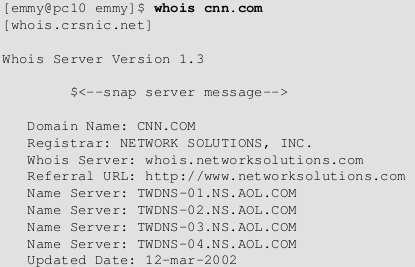 [emmy@pc10 emmy]$ whois cnn.com
[whois.crsnic.net]
Whois Server Version 1.3
$<--snap server message-->
Domain Name: CNN.COM
Registrar: NETWORK SOLUTIONS, INC.
Whois Server: whois.networksolutions.com
Referral URL: http://www.networksolutions.com
Name Server: TWDNS-01.NS.AOL.COM
Name Server: TWDNS-02.NS.AOL.COM
Name Server: TWDNS-03.NS.AOL.COM
Name Server: TWDNS-04.NS.AOL.COM
Updated Date: 12-mar-2002